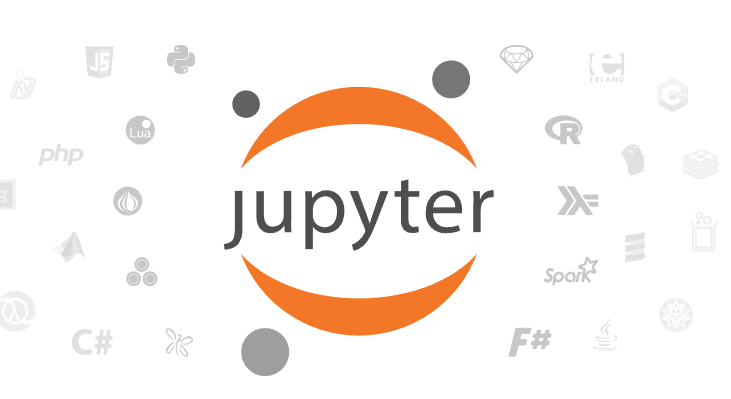 JS
ERLANG
Lua
R
php
jupyter
Spark
C#
F#